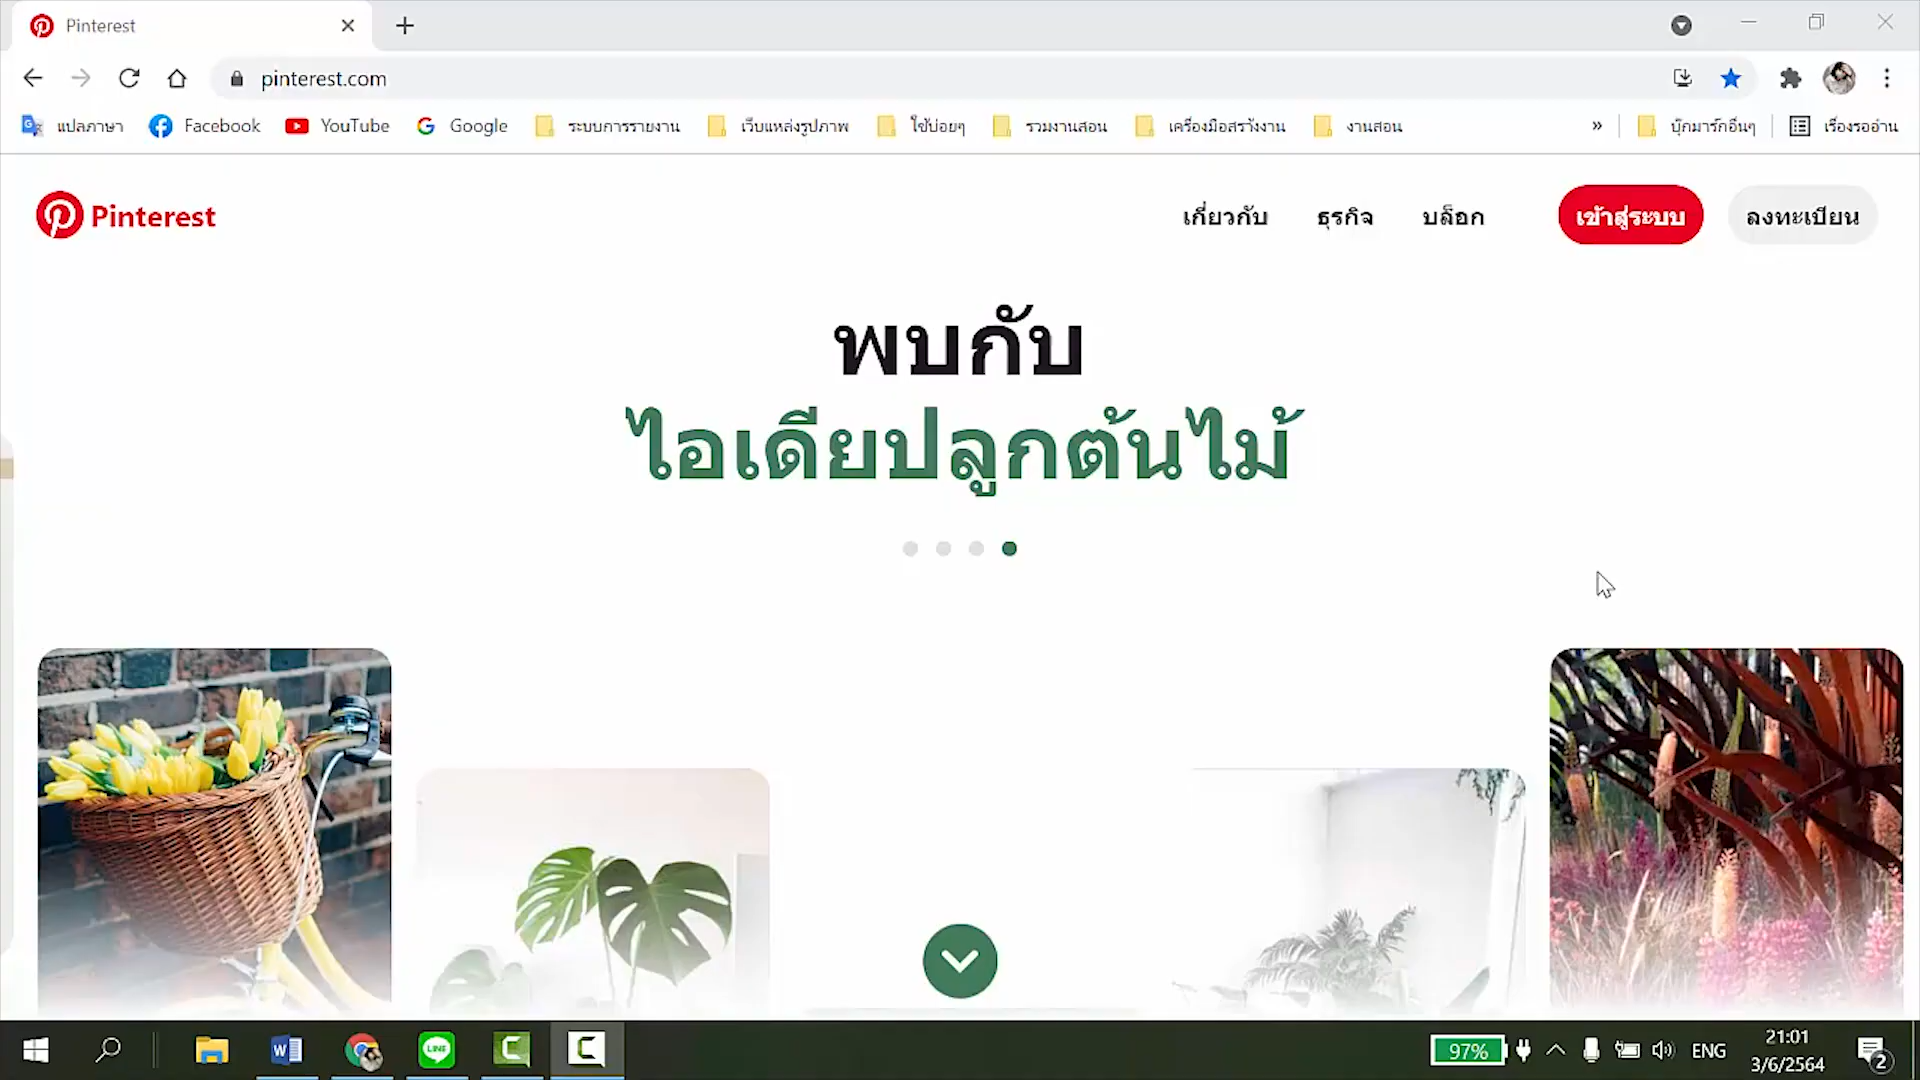 Pinterest
pinterest.com
แปลภาษา Facebook YouTube Google ระบบการรายงาน เว็บแหล่งรูปภาพ ใช้บ่อยๆ รวมงานสอน เครื่องมือสร้างงาน งานสอน » บุ๊กมาร์กอื่นๆ เรื่องรออ่าน
Pinterest เกี่ยวกับ ธุรกิจ บล็อก เข้าสู่ระบบ ลงทะเบียน
พบกับ
ไอเดียปลูกต้นไม้
97% ENG 21:01
3/6/2564 2
LINE